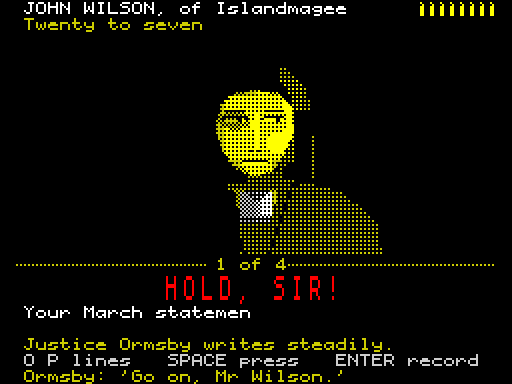 JOHN WILSON, of Islandmagee
Twenty to seven
1 of 4
HOLD, SIR!
Your March statemen
Justice Ormsby writes steadily.
O P lines   SPACE press   ENTER record
Ormsby: 'Go on, Mr Wilson.'